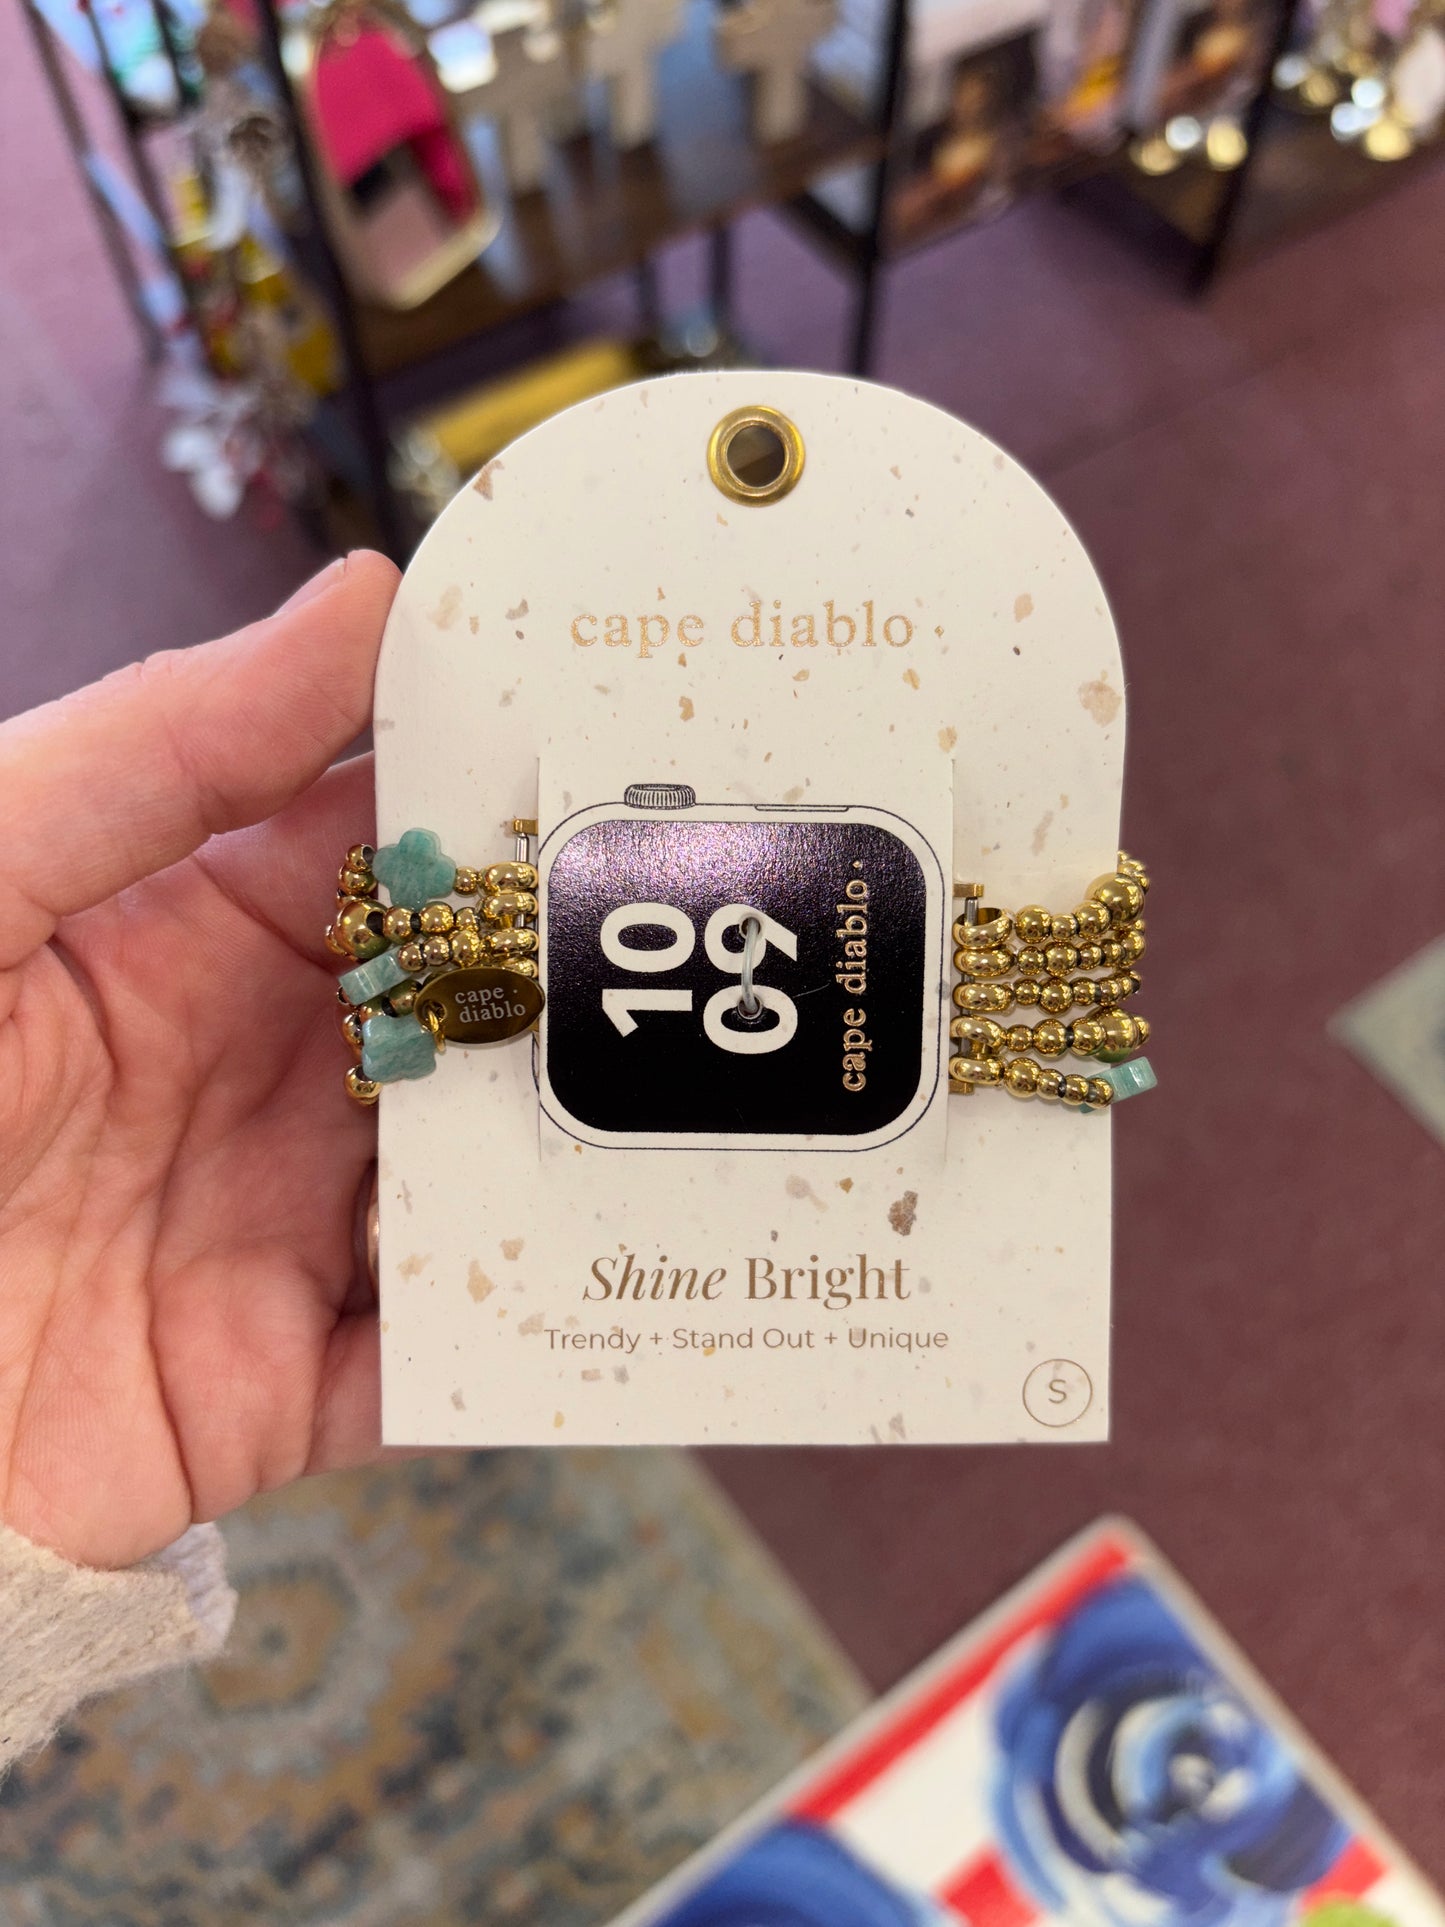 cape diablo.
10
09
cape diablo.
cape.
diablo
Shine Bright
Trendy + Stand Out + Unique
S